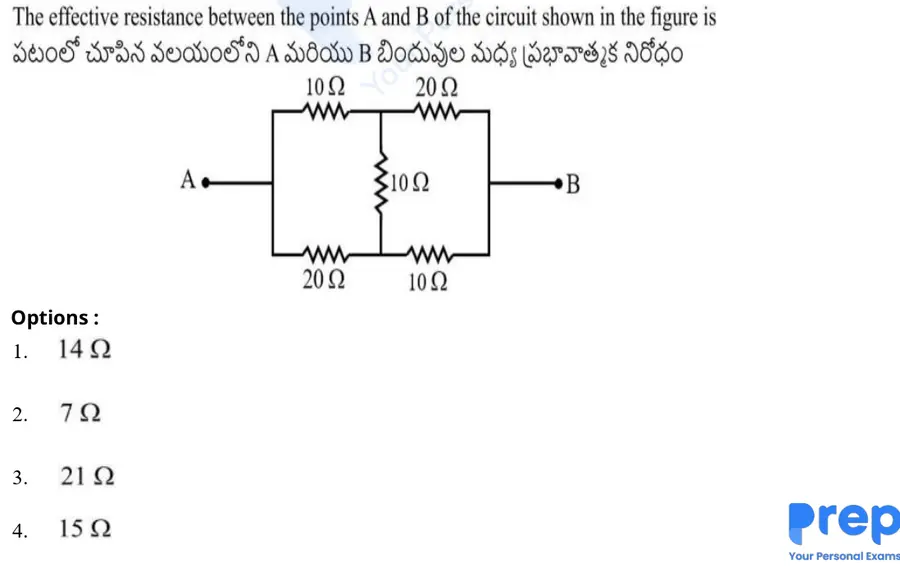 The effective resistance between the points A and B of the circuit shown in the figure is
పటంలో చూపిన వలయంలోని A మరియు B బిందువుల మధ్య ప్రభావాత్మక నిరోధం
10 Ω 20 Ω
A 10 Ω B
20 Ω 10 Ω
Options :
1. 14 Ω
2. 7 Ω
3. 21 Ω
4. 15 Ω
Prep
Your Personal Exams